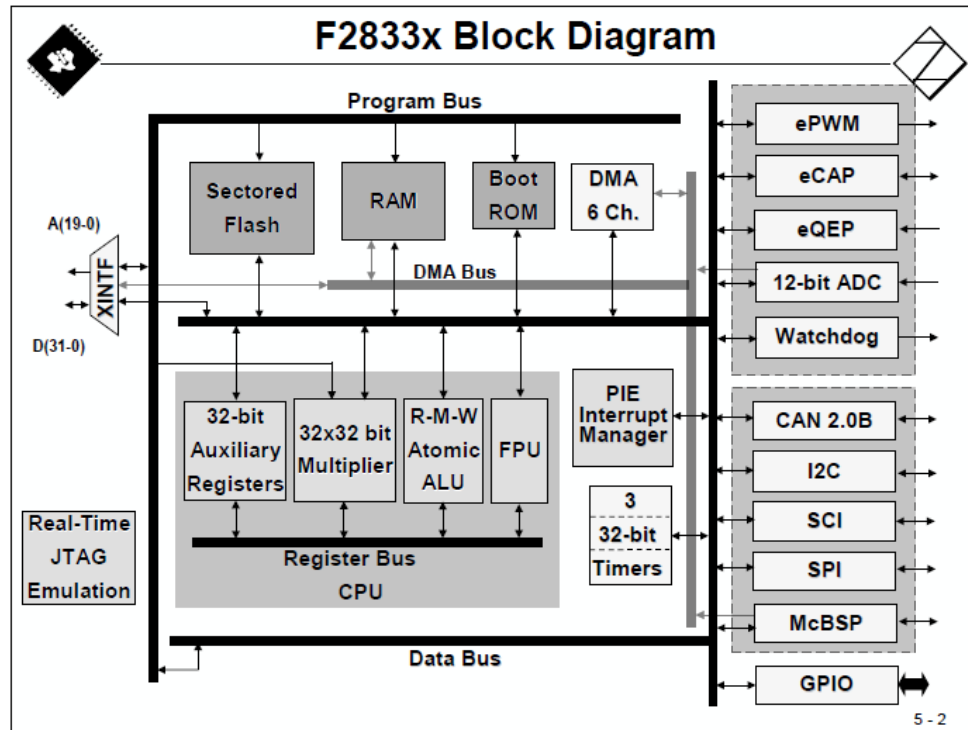 F2833x Block Diagram
Program Bus
Sectored
Flash
RAM
Boot
ROM
DMA
6 Ch.
ePWM
eCAP
eQEP
12-bit ADC
Watchdog
A(19-0)
XINTF
D(31-0)
DMA Bus
32-bit
Auxiliary
Registers
32x32 bit
Multiplier
R-M-W
Atomic
ALU
FPU
PIE
Interrupt
Manager
CAN 2.0B
I2C
SCI
SPI
McBSP
3
32-bit
Timers
Real-Time
JTAG
Emulation
Register Bus
CPU
Data Bus
GPIO
5 - 2